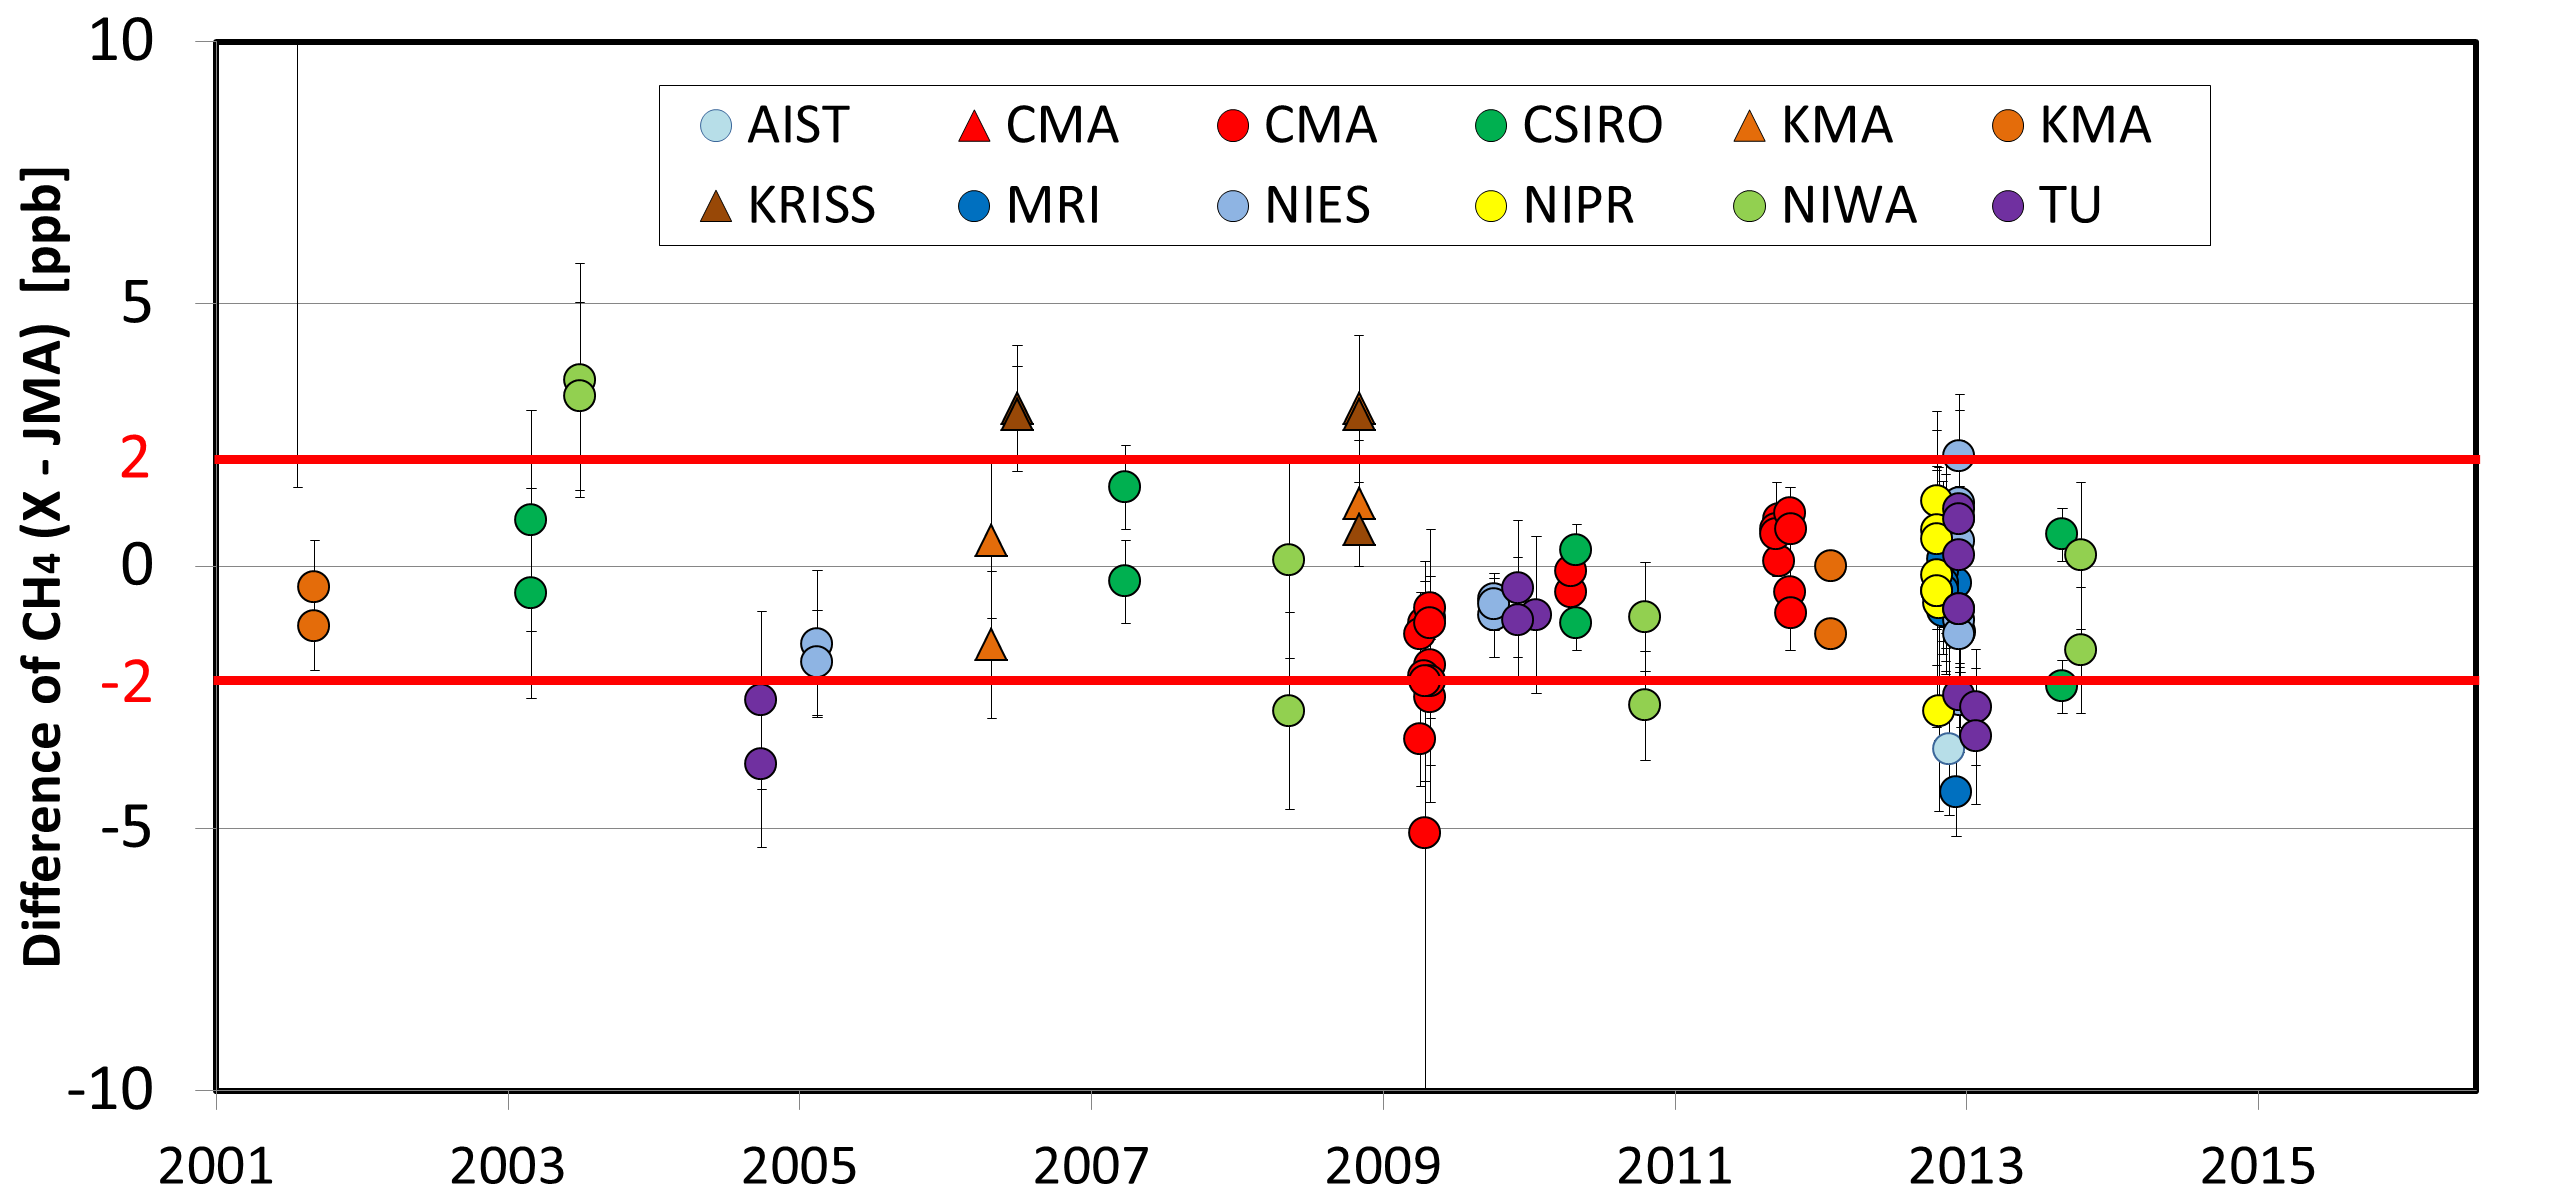 Difference of CH4 (X - JMA) [ppb]
10
5
2
0
-2
-5
-10
AIST CMA CMA CSIRO KMA KMA
KRISS MRI NIES NIPR NIWA TU
2001 2003 2005 2007 2009 2011 2013 2015